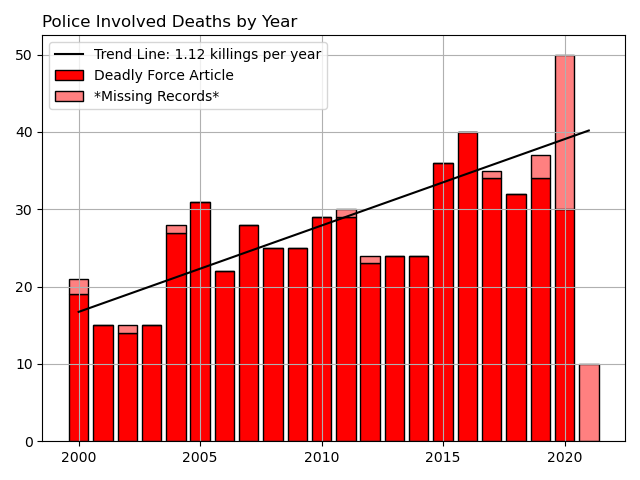 Police Involved Deaths by Year
Trend Line: 1.12 killings per year
Deadly Force Article
*Missing Records*
50
40
30
20
10
0
2000 2005 2010 2015 2020